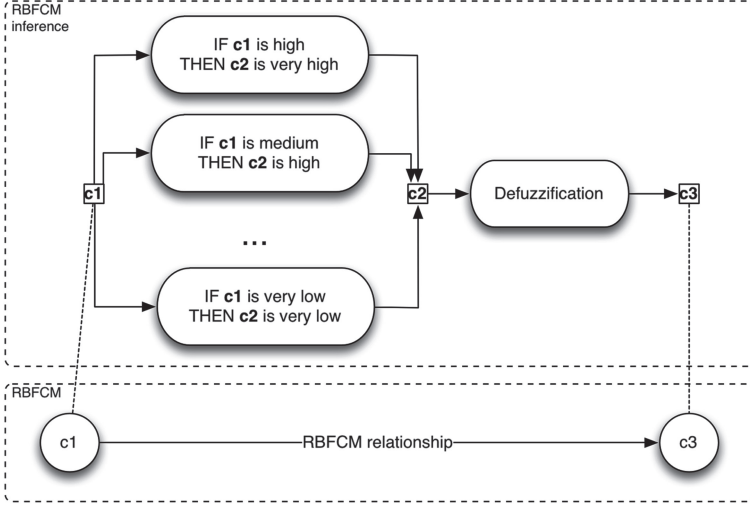 RBFCM
inference
IF c1 is high
THEN c2 is very high
IF c1 is medium
THEN c2 is high
c1
c2
Defuzzification
c3
...
IF c1 is very low
THEN c2 is very low
RBFCM
c1
RBFCM relationship
c3